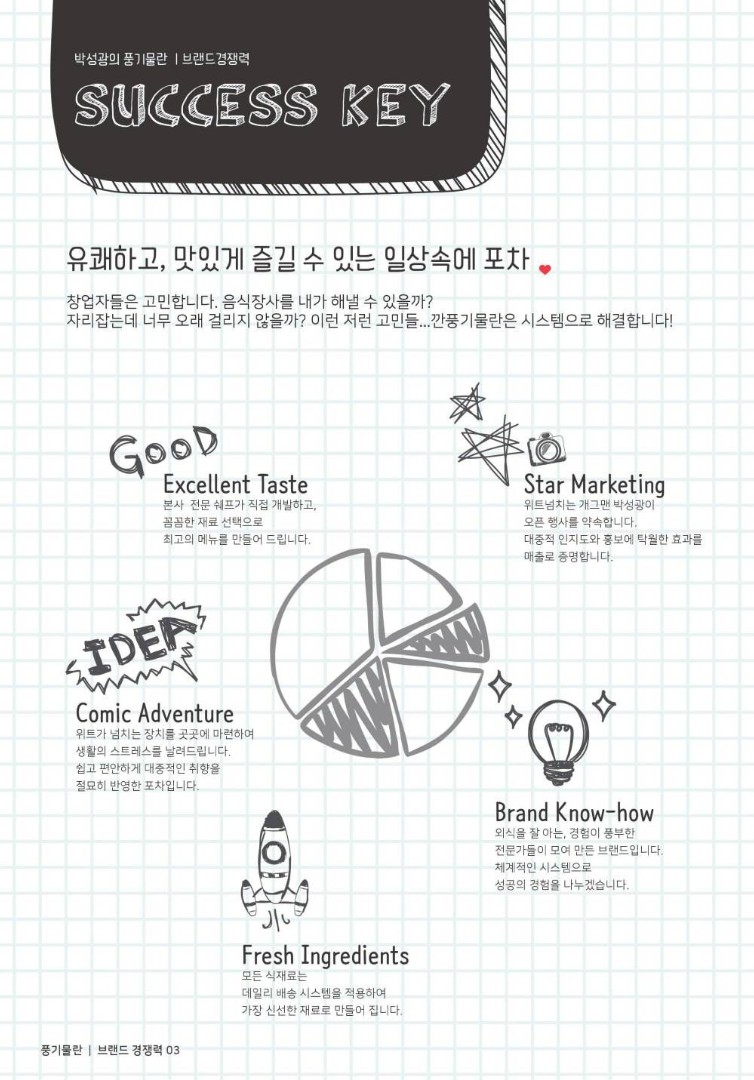 박성광의 풍기물란 | 브랜드경쟁력
SUCCESS KEY
유쾌하고, 맛있게 즐길 수 있는 일상속에 포차
창업자들은 고민합니다. 음식장사를 내가 해낼 수 있을까?
자리잡는데 너무 오래 걸리지 않을까? 이런 저런 고민들...깐풍기물란은 시스템으로 해결합니다!
GOOD
Excellent Taste
본사 전문 쉐프가 직접 개발하고,
꼼꼼한 재료 선택으로
최고의 메뉴를 만들어 드립니다.
Star Marketing
위트넘치는 개그맨 박성광이
오픈 행사를 약속합니다.
대중적 인지도와 홍보에 탁월한 효과를
매출로 증명합니다.
IDEA
Comic Adventure
위트가 넘치는 장치를 곳곳에 마련하여
생활의 스트레스를 날려드립니다.
쉽고 편안하게 대중적인 취향을
절묘히 반영한 포차입니다.
Brand Know-how
외식을 잘 아는, 경험이 풍부한
전문가들이 모여 만든 브랜드입니다.
체계적인 시스템으로
성공의 경험을 나누겠습니다.
Fresh Ingredients
모든 식재료는
데일리 배송 시스템을 적용하여
가장 신선한 재료로 만들어 집니다.
풍기물란 | 브랜드 경쟁력 03